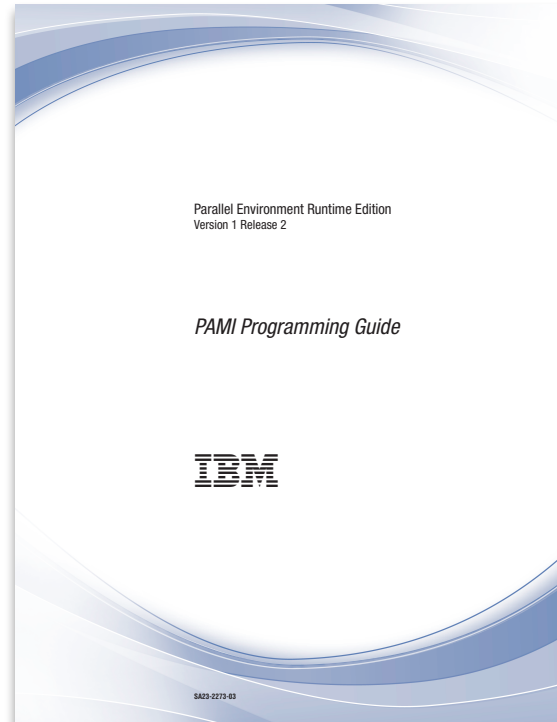 Parallel Environment Runtime Edition
Version 1 Release 2
PAMI Programming Guide
IBM
SA23-2273-03